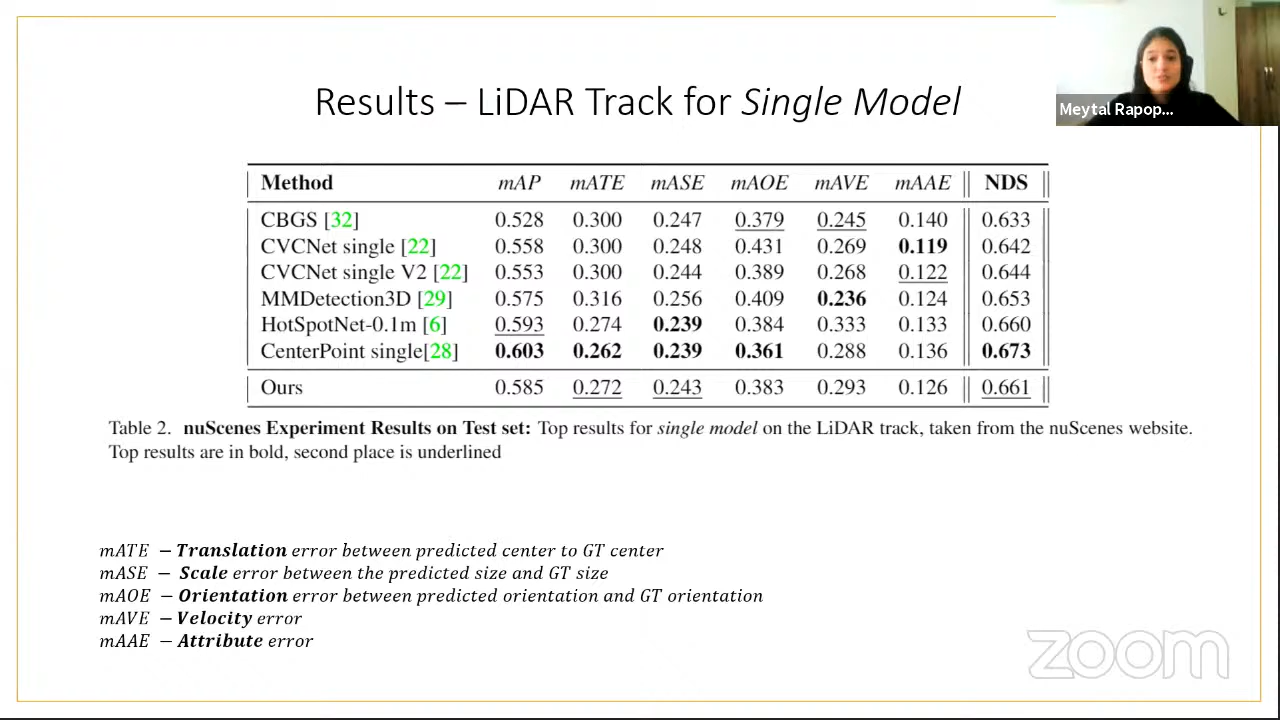 Results – LiDAR Track for Single Model
Meytal Rapop...
Method mAP mATE mASE mAOE mAVE mAAE NDS
CBGS [32] 0.528 0.300 0.247 0.379 0.245 0.140 0.633
CVCNet single [22] 0.558 0.300 0.248 0.431 0.269 0.119 0.642
CVCNet single V2 [22] 0.553 0.300 0.244 0.389 0.268 0.122 0.644
MMDetection3D [29] 0.575 0.316 0.256 0.409 0.236 0.124 0.653
HotSpotNet-0.1m [6] 0.593 0.274 0.239 0.384 0.333 0.133 0.660
CenterPoint single[28] 0.603 0.262 0.239 0.361 0.288 0.136 0.673
Ours 0.585 0.272 0.243 0.383 0.293 0.126 0.661
Table 2. nuScenes Experiment Results on Test set: Top results for single model on the LiDAR track, taken from the nuScenes website.
Top results are in bold, second place is underlined
mATE – Translation error between predicted center to GT center
mASE – Scale error between the predicted size and GT size
mAOE – Orientation error between predicted orientation and GT orientation
mAVE – Velocity error
mAAE – Attribute error
zoom